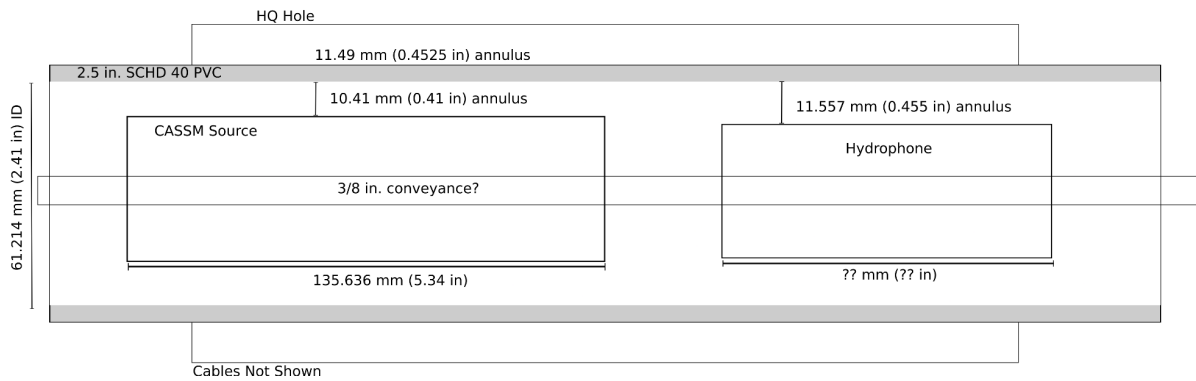 HQ Hole
11.49 mm (0.4525 in) annulus
2.5 in. SCHD 40 PVC
10.41 mm (0.41 in) annulus
11.557 mm (0.455 in) annulus
CASSM Source
Hydrophone
61.214 mm (2.41 in) ID
3/8 in. conveyance?
135.636 mm (5.34 in)
?? mm (?? in)
Cables Not Shown